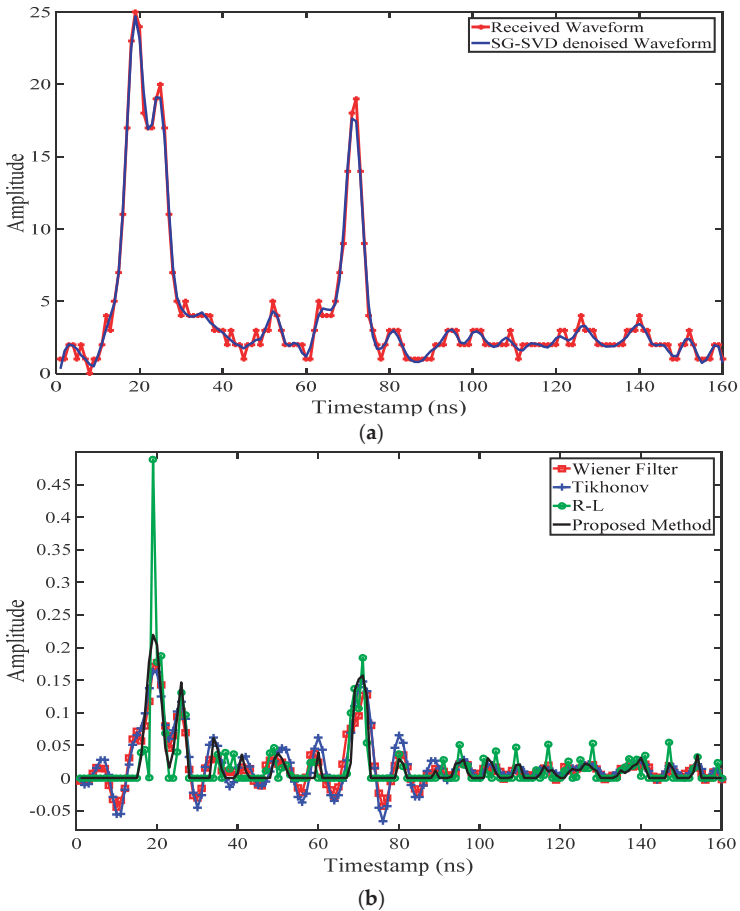 25
20
15
10
5
0
Amplitude
Received Waveform
SG-SVD denoised Waveform
0 20 40 60 80 100 120 140 160
Timestamp (ns)
(a)
0.45
0.4
0.35
0.3
0.25
0.2
0.15
0.1
0.05
0
-0.05
Amplitude
Wiener Filter
Tikhonov
R-L
Proposed Method
0 20 40 60 80 100 120 140 160
Timestamp (ns)
(b)